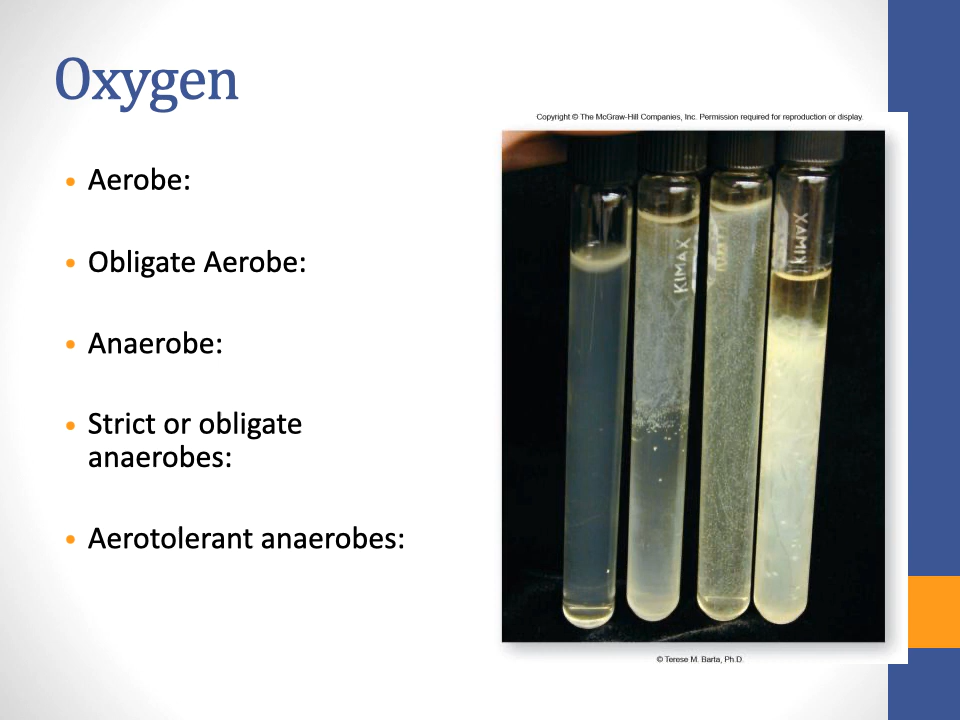 Oxygen
Copyright © The McGraw-Hill Companies, Inc. Permission required for reproduction or display.
• Aerobe:
• Obligate Aerobe:
• Anaerobe:
• Strict or obligate
anaerobes:
• Aerotolerant anaerobes:
KIMAX
KIMAX
© Terese M. Barta, Ph.D.